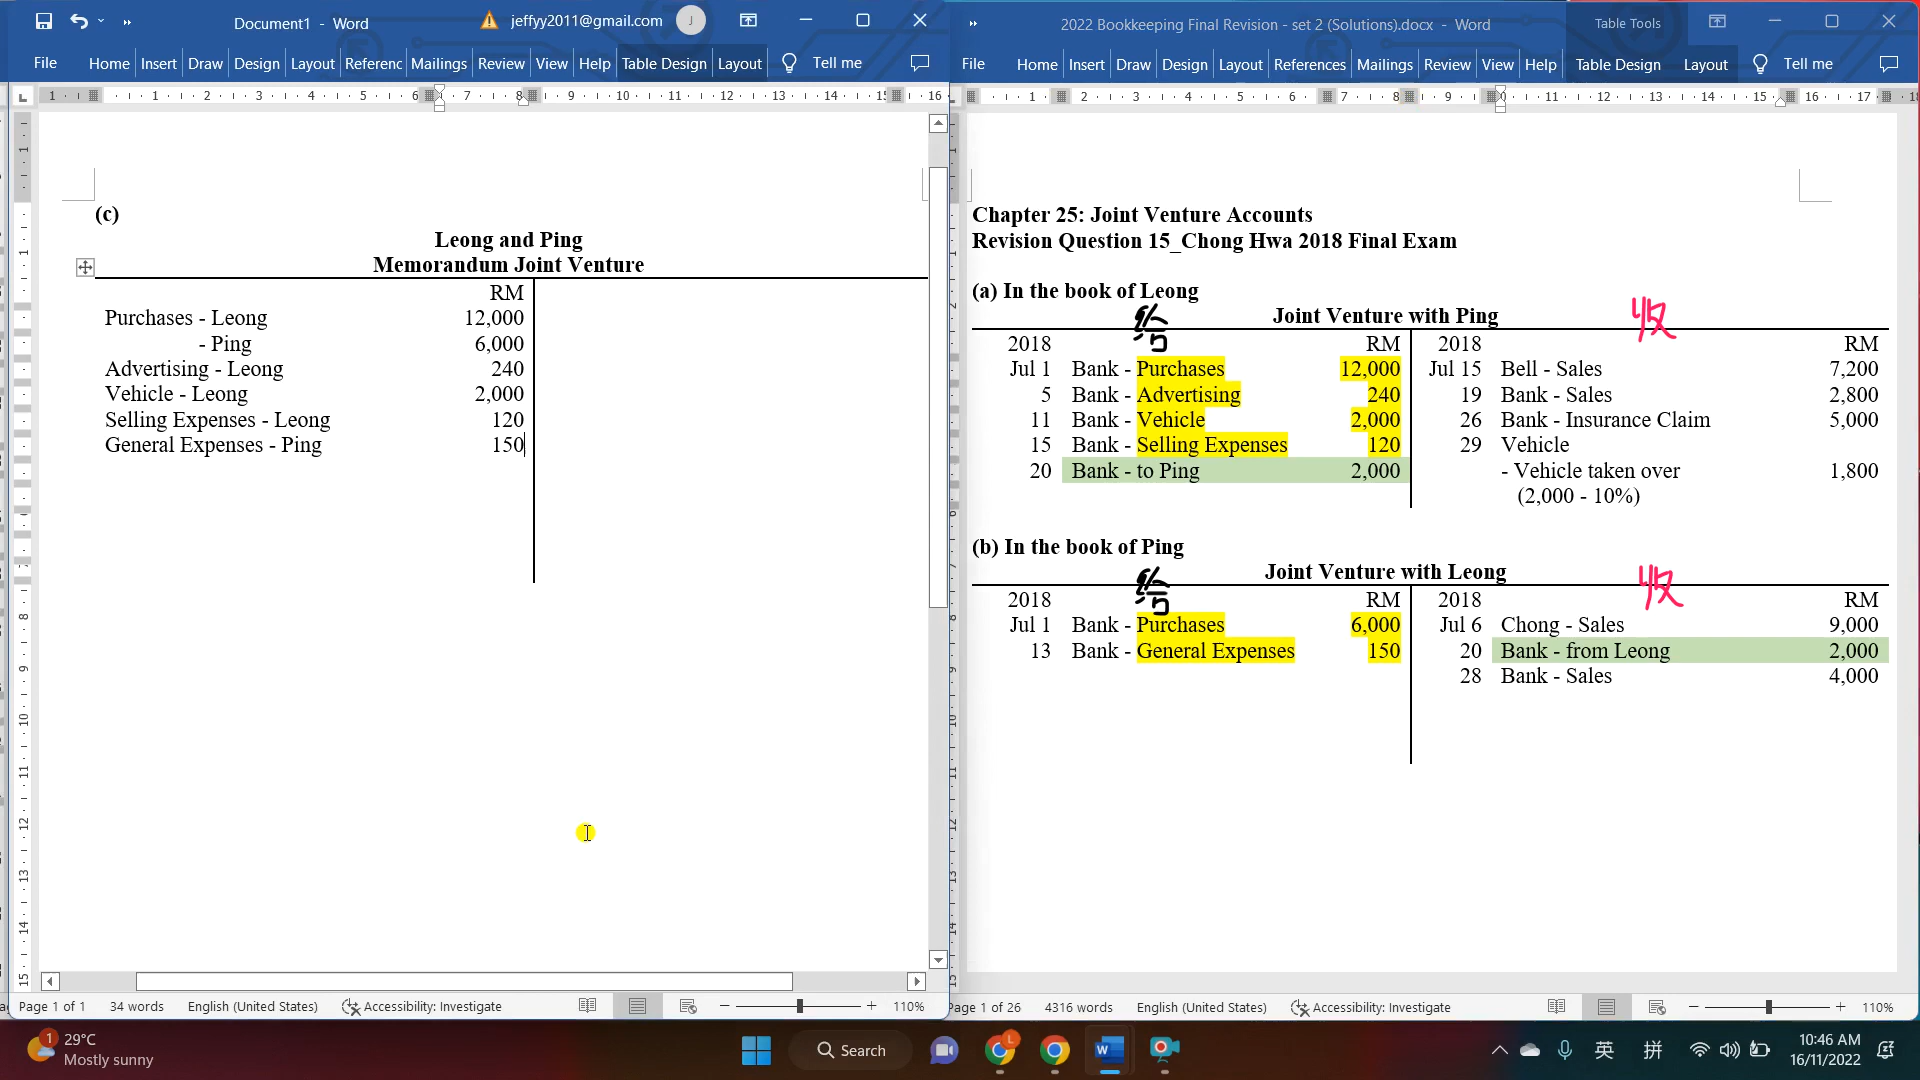 Document1 - Word
jeffyy2011@gmail.com
J
File Home Insert Draw Design Layout Referenc Mailings Review View Help Table Design Layout Tell me
(c)
Leong and Ping
Memorandum Joint Venture
RM
Purchases - Leong 12,000
- Ping 6,000
Advertising - Leong 240
Vehicle - Leong 2,000
Selling Expenses - Leong 120
General Expenses - Ping 150
Page 1 of 1 34 words English (United States) Accessibility: Investigate 110%
2022 Bookkeeping Final Revision - set 2 (Solutions).docx - Word Table Tools
File Home Insert Draw Design Layout References Mailings Review View Help Table Design Layout Tell me
Chapter 25: Joint Venture Accounts
Revision Question 15_Chong Hwa 2018 Final Exam
(a) In the book of Leong
给 Joint Venture with Ping 收
2018 RM 2018 RM
Jul 1 Bank - Purchases 12,000 Jul 15 Bell - Sales 7,200
5 Bank - Advertising 240 19 Bank - Sales 2,800
11 Bank - Vehicle 2,000 26 Bank - Insurance Claim 5,000
15 Bank - Selling Expenses 120 29 Vehicle
20 Bank - to Ping 2,000 - Vehicle taken over 1,800
(2,000 - 10%)
(b) In the book of Ping
给 Joint Venture with Leong 收
2018 RM 2018 RM
Jul 1 Bank - Purchases 6,000 Jul 6 Chong - Sales 9,000
13 Bank - General Expenses 150 20 Bank - from Leong 2,000
28 Bank - Sales 4,000
Page 1 of 26 4316 words English (United States) Accessibility: Investigate 110%
1 29°C
Mostly sunny
Search
英 拼
10:46 AM
16/11/2022